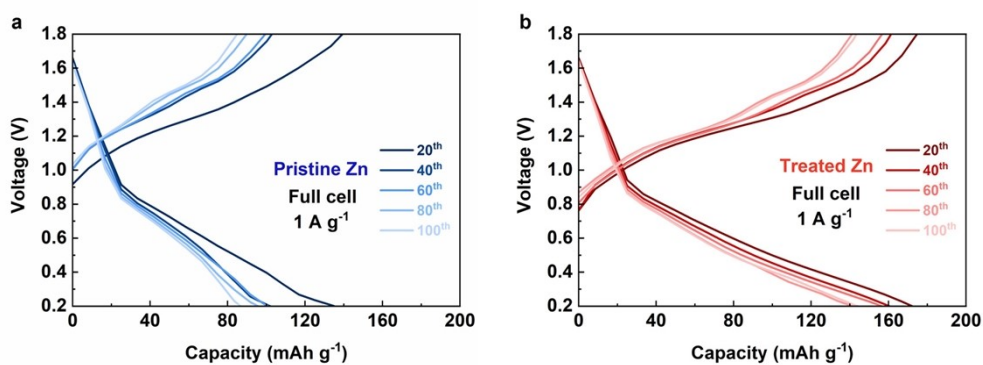 a
1.8
1.6
1.4
1.2
1.0
0.8
0.6
0.4
0.2
Voltage (V)
0 40 80 120 160 200
Capacity (mAh g⁻¹)
Pristine Zn
Full cell
1 A g⁻¹
20th
40th
60th
80th
100th
b
1.8
1.6
1.4
1.2
1.0
0.8
0.6
0.4
0.2
Voltage (V)
0 40 80 120 160 200
Capacity (mAh g⁻¹)
Treated Zn
Full cell
1 A g⁻¹
20th
40th
60th
80th
100th